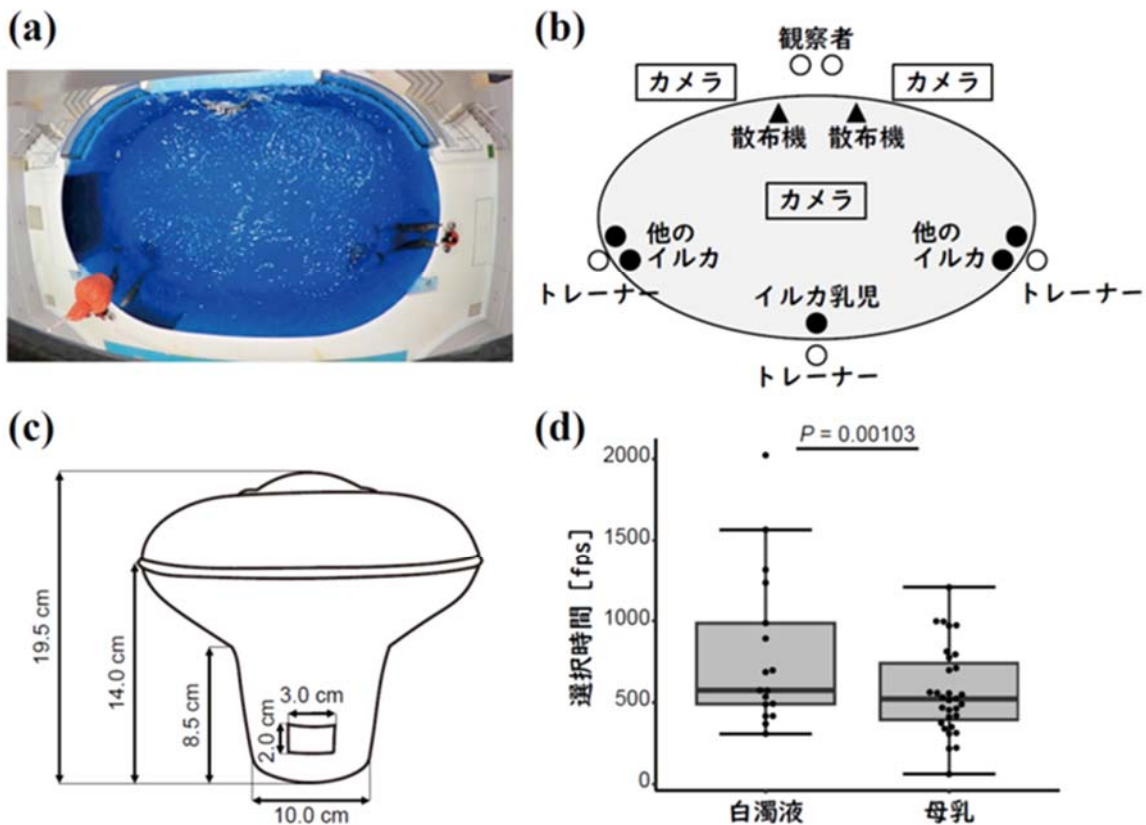 (a)
(b)
観察者
カメラ
カメラ
散布機
散布機
カメラ
他の
イルカ
他の
イルカ
トレーナー
イルカ乳児
トレーナー
トレーナー
(c)
19.5 cm
14.0 cm
8.5 cm
3.0 cm
2.0 cm
10.0 cm
(d)
P = 0.00103
2000
1500
1000
500
0
選択時間 [fps]
白濁液
母乳